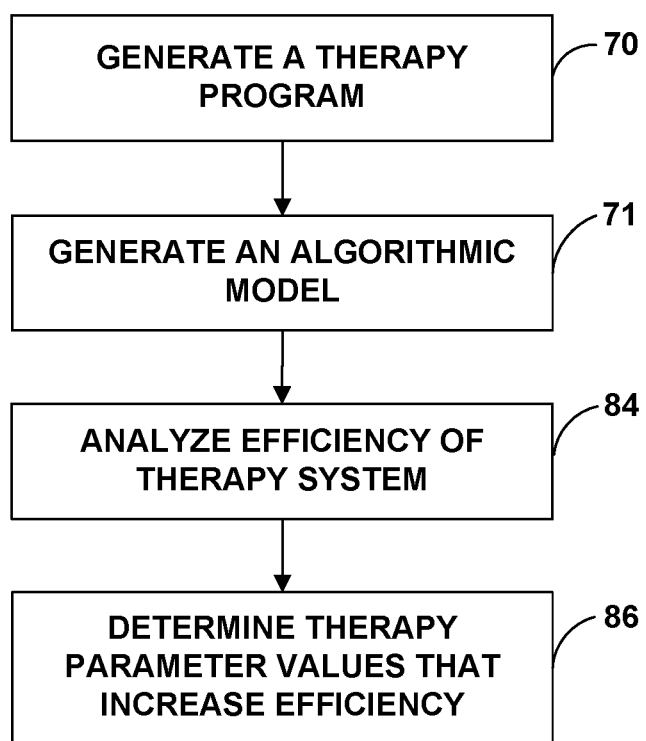 GENERATE A THERAPY
PROGRAM
70
GENERATE AN ALGORITHMIC
MODEL
71
ANALYZE EFFICIENCY OF
THERAPY SYSTEM
84
DETERMINE THERAPY
PARAMETER VALUES THAT
INCREASE EFFICIENCY
86